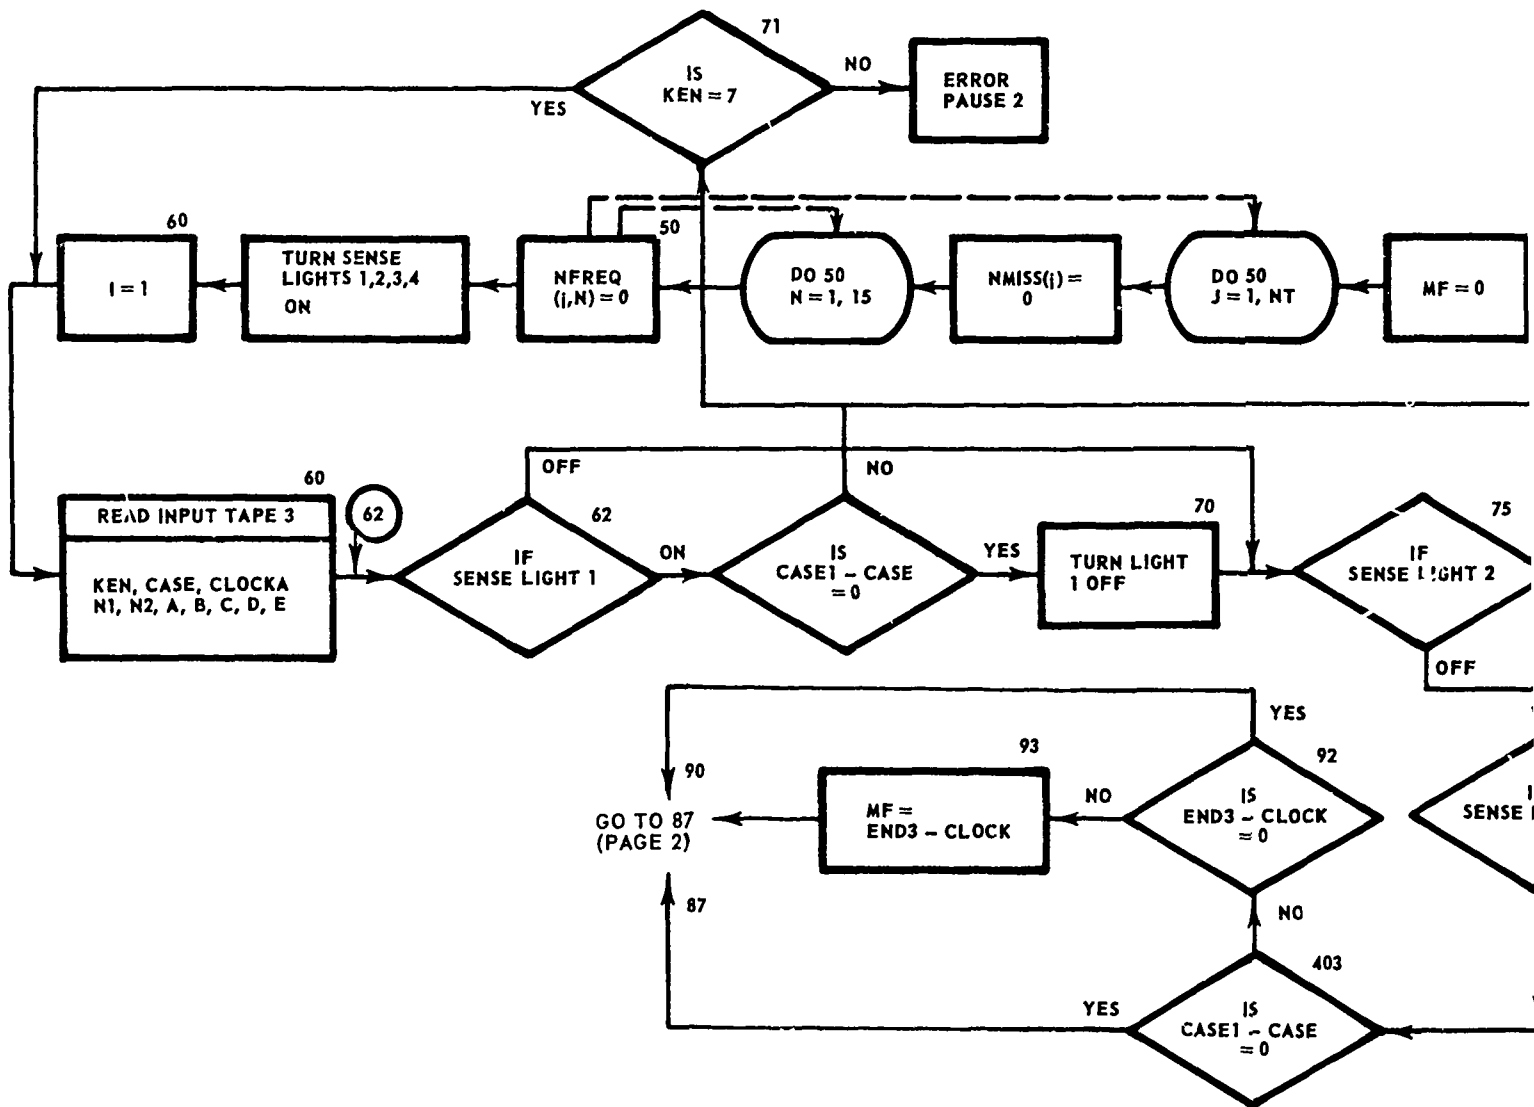 71
IS
KEN = 7
NO
YES
ERROR
PAUSE 2
60
I = 1
TURN SENSE
LIGHTS 1,2,3,4
ON
50
NFREQ
(j,N) = 0
DO 50
N = 1, 15
NMISS(j) =
0
DO 50
J = 1, NT
MF = 0
60
READ INPUT TAPE 3
KEN, CASE, CLOCKA
N1, N2, A, B, C, D, E
62
OFF
62
IF
SENSE LIGHT 1
ON
NO
IS
CASE1 – CASE
= 0
YES
70
TURN LIGHT
1 OFF
75
IF
SENSE LIGHT 2
OFF
YES
90
GO TO 87
(PAGE 2)
87
93
MF =
END3 – CLOCK
NO
92
IS
END3 – CLOCK
= 0
SENSE
NO
403
YES
IS
CASE1 – CASE
= 0